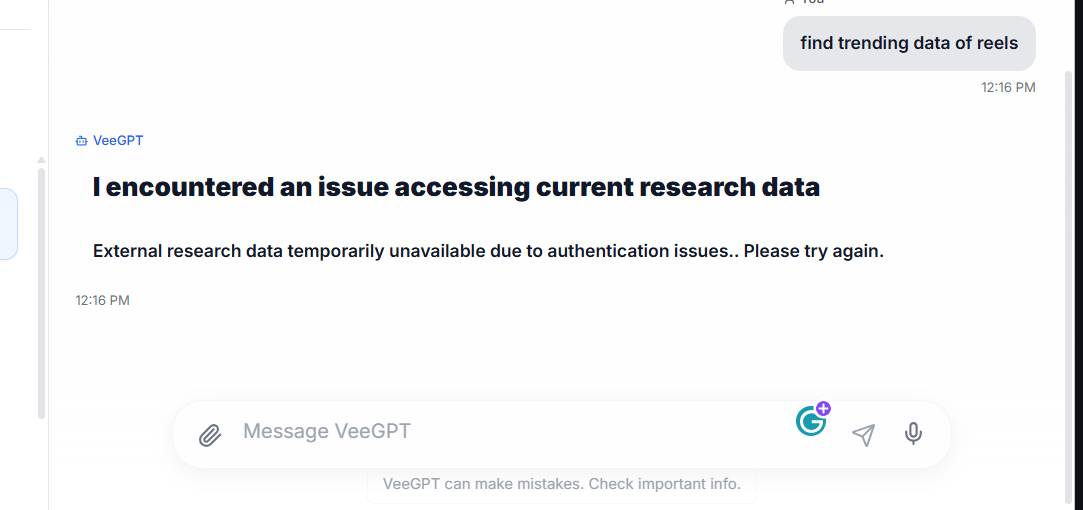 You
find trending data of reels
12:16 PM
VeeGPT
I encountered an issue accessing current research data
External research data temporarily unavailable due to authentication issues.. Please try again.
12:16 PM
Message VeeGPT
VeeGPT can make mistakes. Check important info.